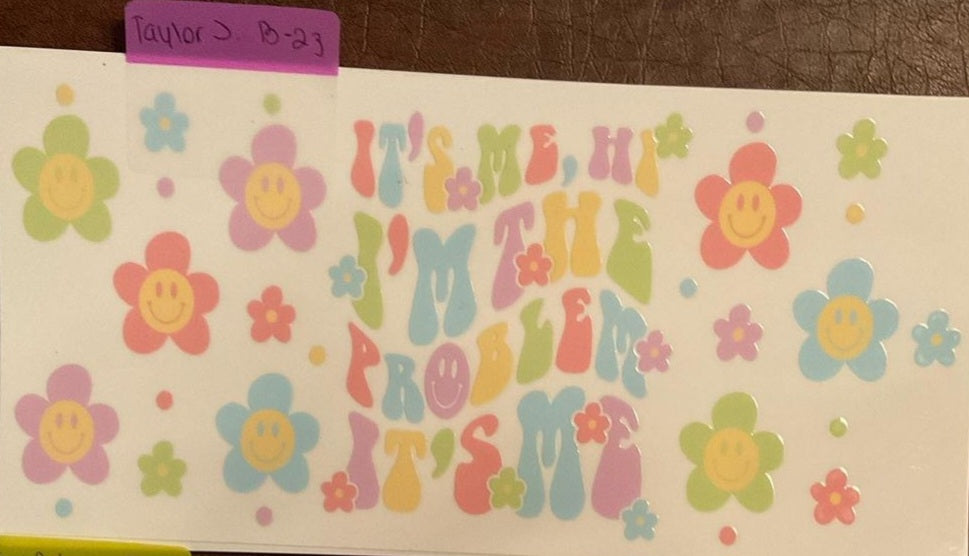 Taylor J. B-23
IT'S ME, HI
I'M THE
PROBLEM
IT'S ME